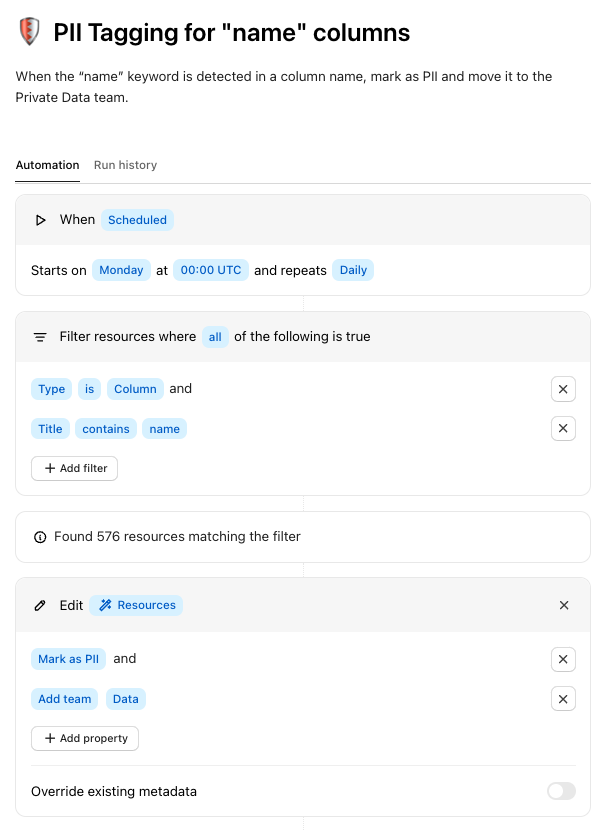 PII Tagging for "name" columns
When the “name” keyword is detected in a column name, mark as PII and move it to the
Private Data team.
Automation Run history
When Scheduled
Starts on Monday at 00:00 UTC and repeats Daily
Filter resources where all of the following is true
Type is Column and
Title contains name
+ Add filter
Found 576 resources matching the filter
Edit Resources
Mark as PII and
Add team Data
+ Add property
Override existing metadata